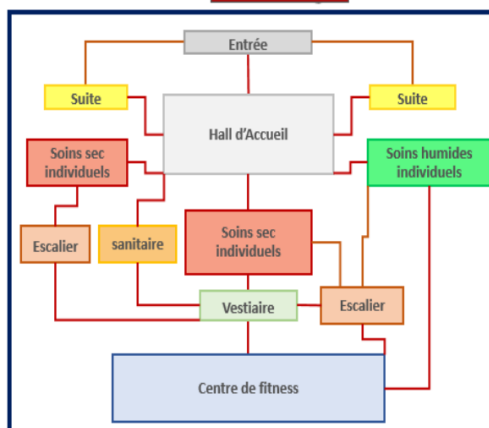 Entrée
Suite
Suite
Hall d'Accueil
Soins sec
individuels
Soins humides
individuels
Escalier
sanitaire
Soins sec
individuels
Vestiaire
Escalier
Centre de fitness